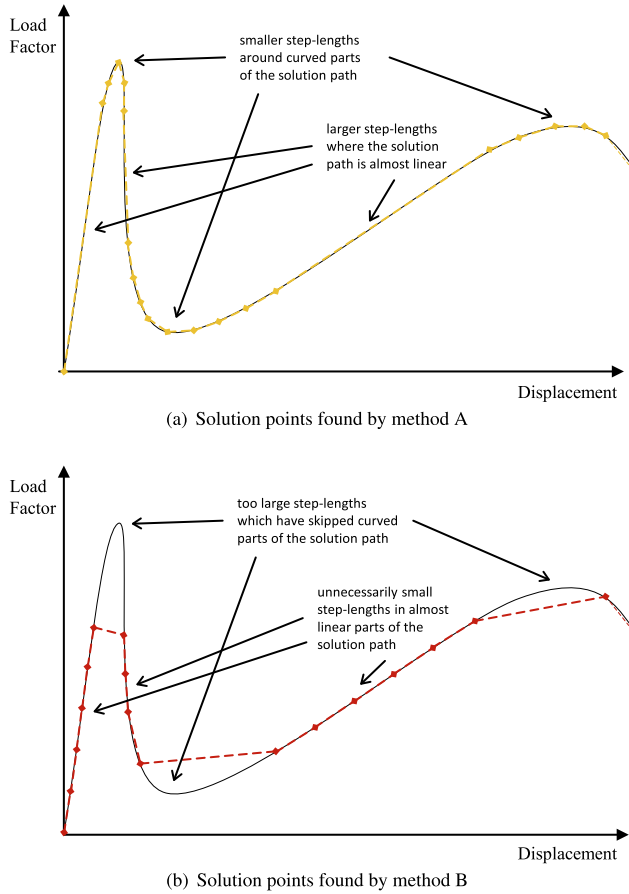 Load
Factor
smaller step-lengths
around curved parts
of the solution path
larger step-lengths
where the solution
path is almost linear
Displacement
(a) Solution points found by method A
Load
Factor
too large step-lengths
which have skipped curved
parts of the solution path
unnecessarily small
step-lengths in almost
linear parts of the
solution path
Displacement
(b) Solution points found by method B